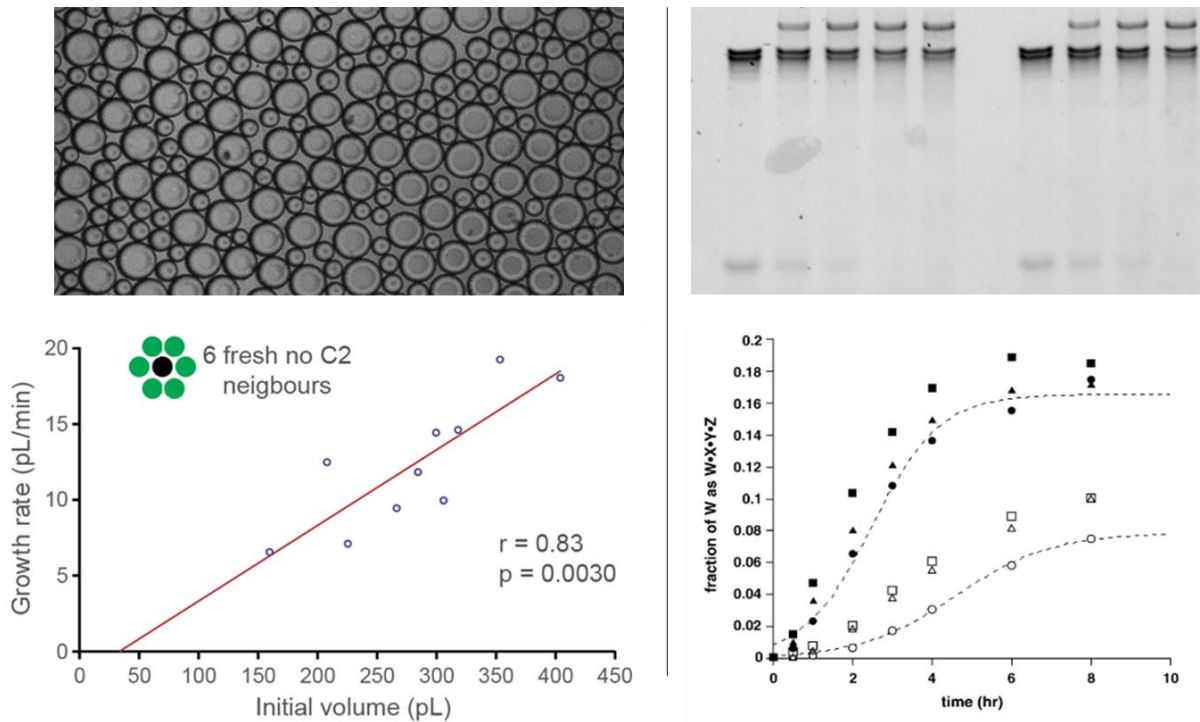 6 fresh no C2
neigbours
Growth rate (pL/min)
20
15
10
5
0
r = 0.83
p = 0.0030
0 50 100 150 200 250 300 350 400 450
Initial volume (pL)
fraction of W as W•X•Y•Z
0.2
0.18
0.16
0.14
0.12
0.1
0.08
0.06
0.04
0.02
0
0 2 4 6 8 10
time (hr)